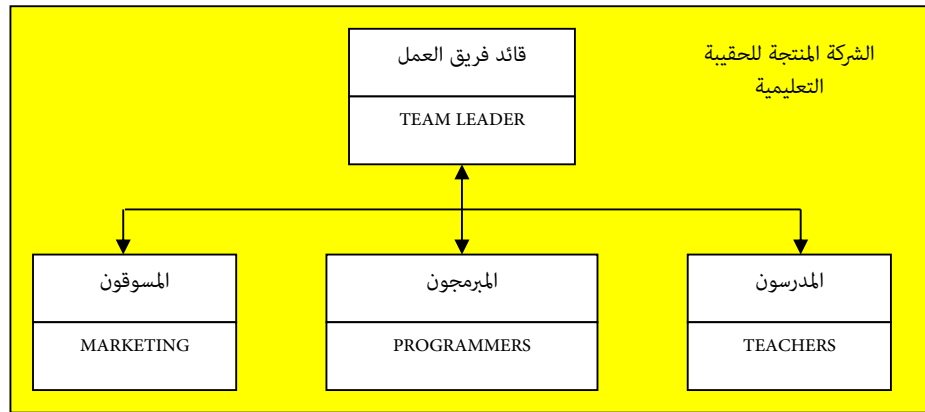 الشركة المنتجة للحقيبة
التعليمية
قائد فريق العمل
TEAM LEADER
المدرسون
TEACHERS
المبرمجون
PROGRAMMERS
المسوقون
MARKETING